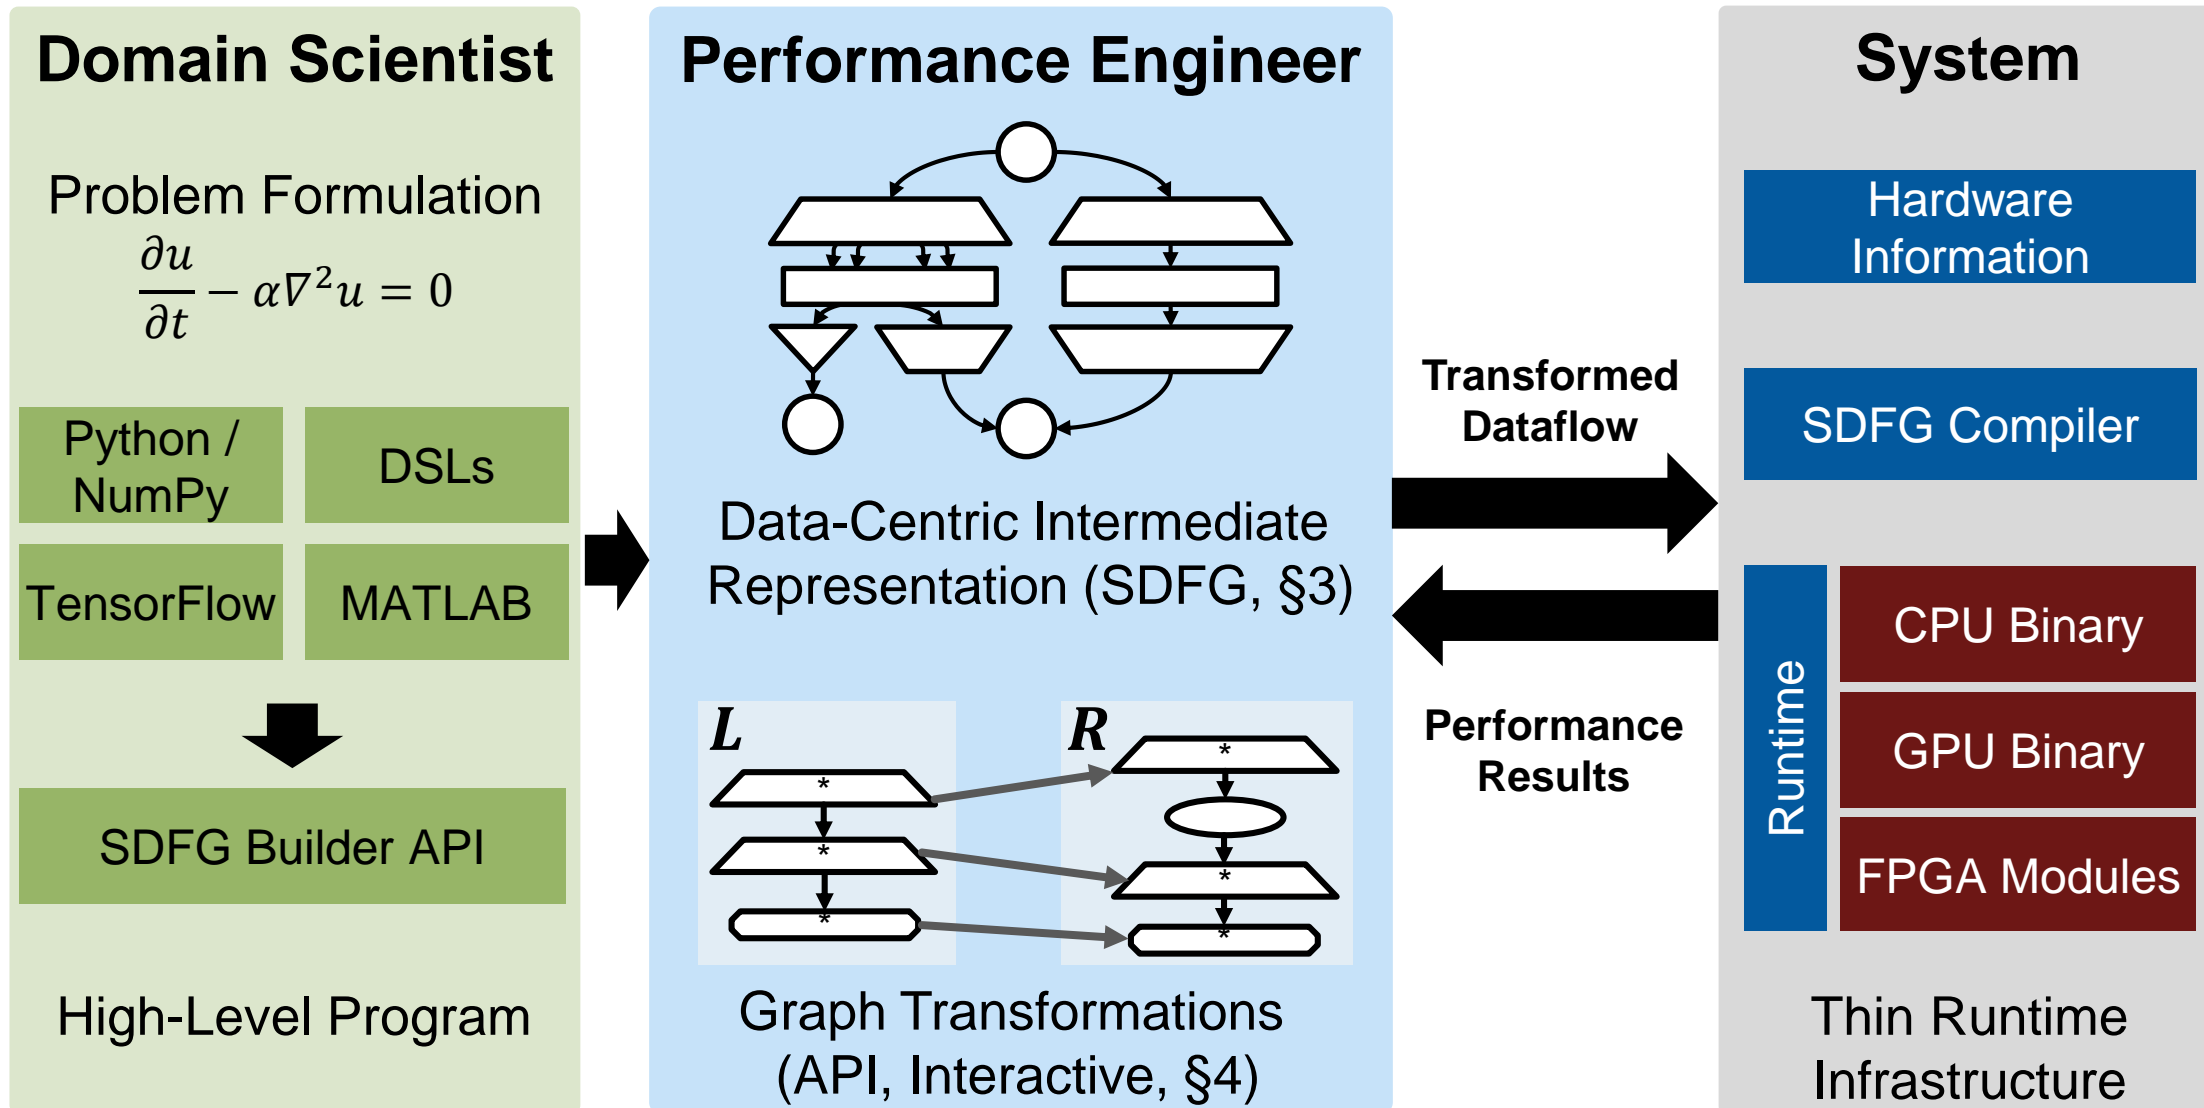 Domain Scientist
Problem Formulation
∂u/∂t − α∇²u = 0
Python /
NumPy
DSLs
TensorFlow
MATLAB
SDFG Builder API
High-Level Program
Performance Engineer
Data-Centric Intermediate
Representation (SDFG, §3)
L
*
*
*
R
*
*
*
Graph Transformations
(API, Interactive, §4)
Transformed
Dataflow
Performance
Results
System
Hardware
Information
SDFG Compiler
Runtime
CPU Binary
GPU Binary
FPGA Modules
Thin Runtime
Infrastructure